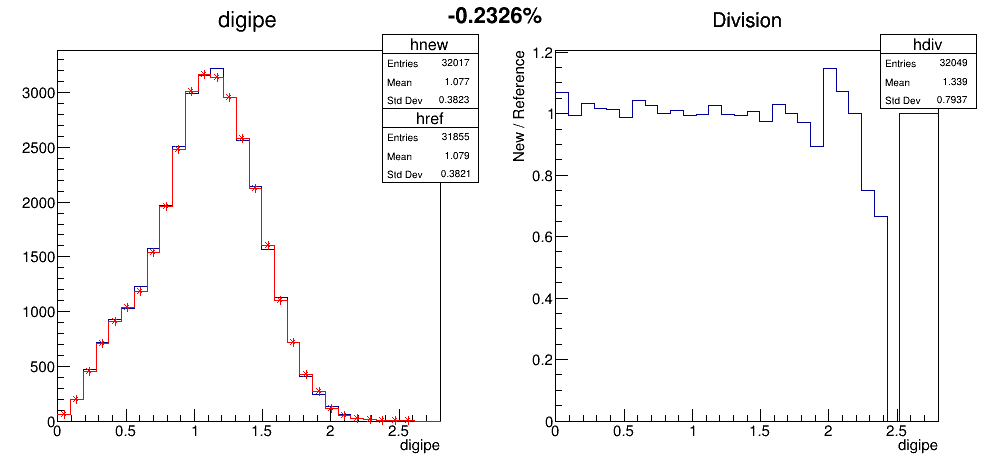 -0.2326%
digipe
hnew
Entries 32017
Mean 1.077
Std Dev 0.3823
href
Entries 31855
Mean 1.079
Std Dev 0.3821
3000
2500
2000
1500
1000
500
0
0 0.5 1 1.5 2 2.5
digipe
Division
hdiv
Entries 32049
Mean 1.339
Std Dev 0.7937
New / Reference
1.2
1
0.8
0.6
0.4
0.2
0
0 0.5 1 1.5 2 2.5
digipe